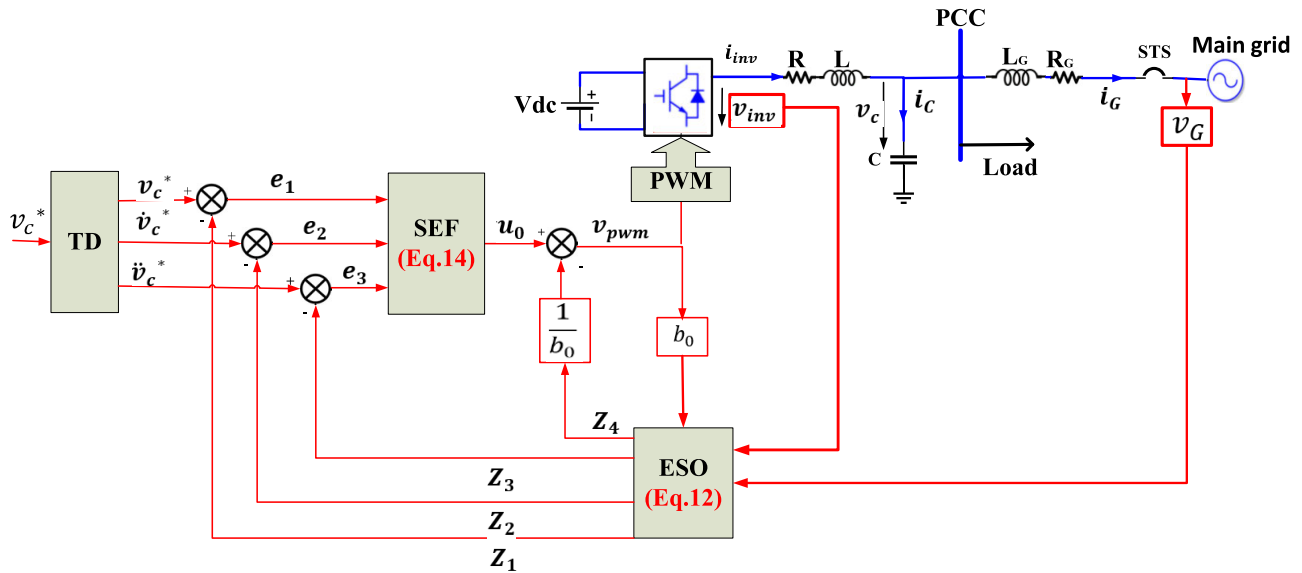 PCC
Main grid
STS
i_inv
R
L
L_G
R_G
i_G
Vdc
+
-
v_inv
v_c
i_C
C
v_G
Load
PWM
v_c^*
TD
v_c^*
v̇_c^*
v̈_c^*
+
-
+
-
+
-
e_1
e_2
e_3
SEF
(Eq.14)
u_0
+
-
v_pwm
1/b_0
b_0
ESO
(Eq.12)
Z_4
Z_3
Z_2
Z_1